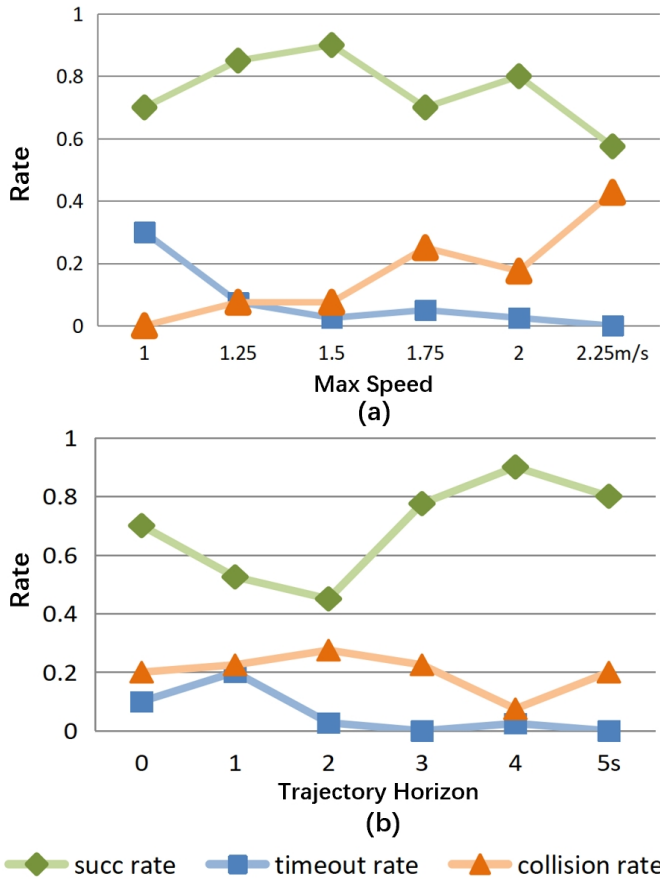 1
0.8
0.6
0.4
0.2
0
Rate
1 1.25 1.5 1.75 2 2.25m/s
Max Speed
(a)
1
0.8
0.6
0.4
0.2
0
Rate
0 1 2 3 4 5s
Trajectory Horizon
(b)
succ rate timeout rate collision rate